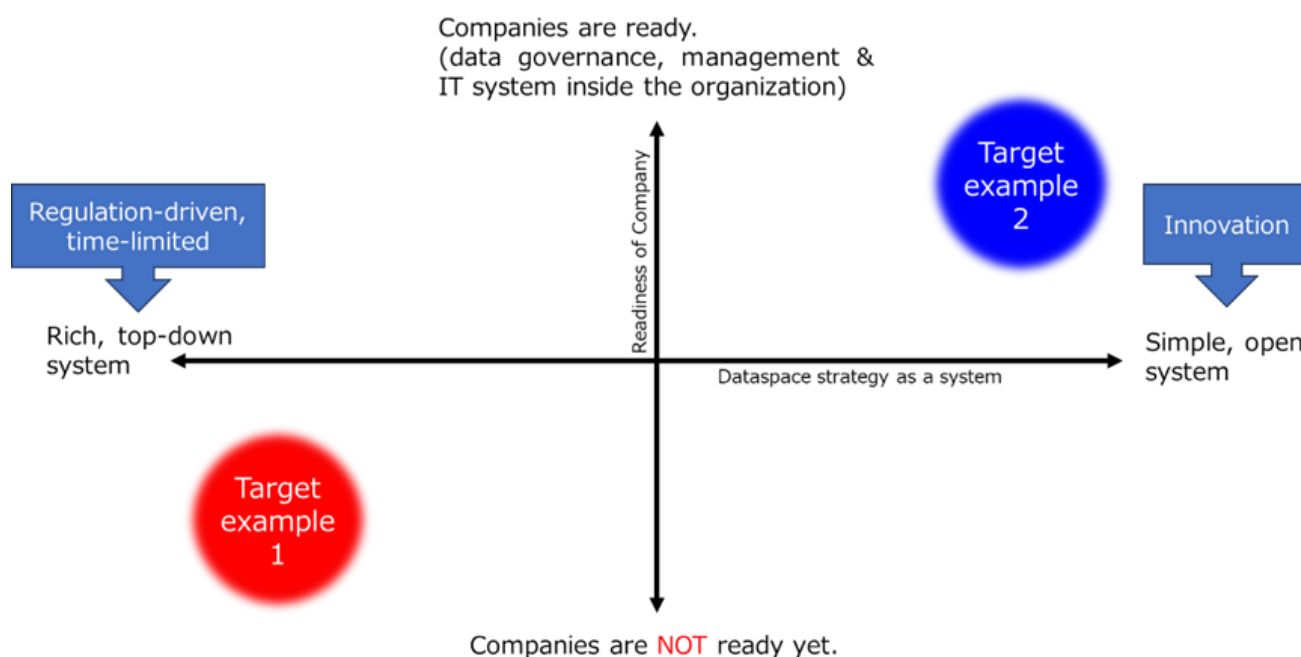 Companies are ready.
(data governance, management &
IT system inside the organization)
Regulation-driven,
time-limited
Rich, top-down
system
Readiness of Company
Target
example
2
Innovation
Simple, open
system
Dataspace strategy as a system
Target
example
1
Companies are NOT ready yet.